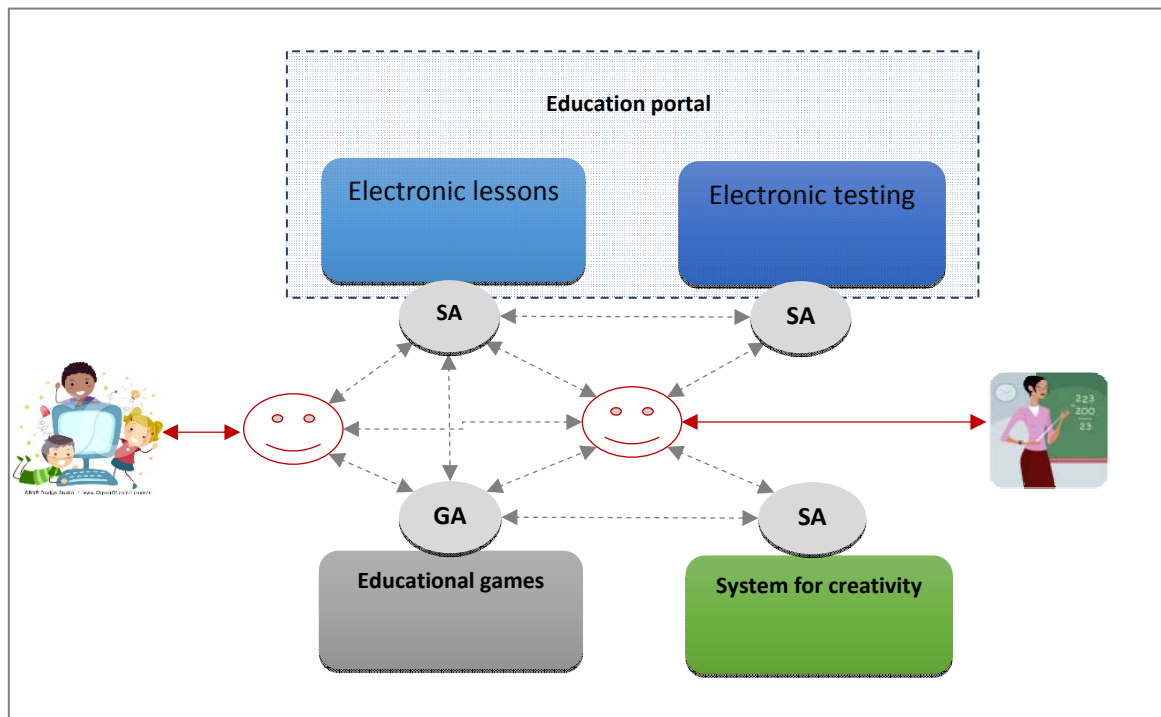 Education portal
Electronic lessons
Electronic testing
SA
SA
223
200
23
GA
SA
Educational games
System for creativity